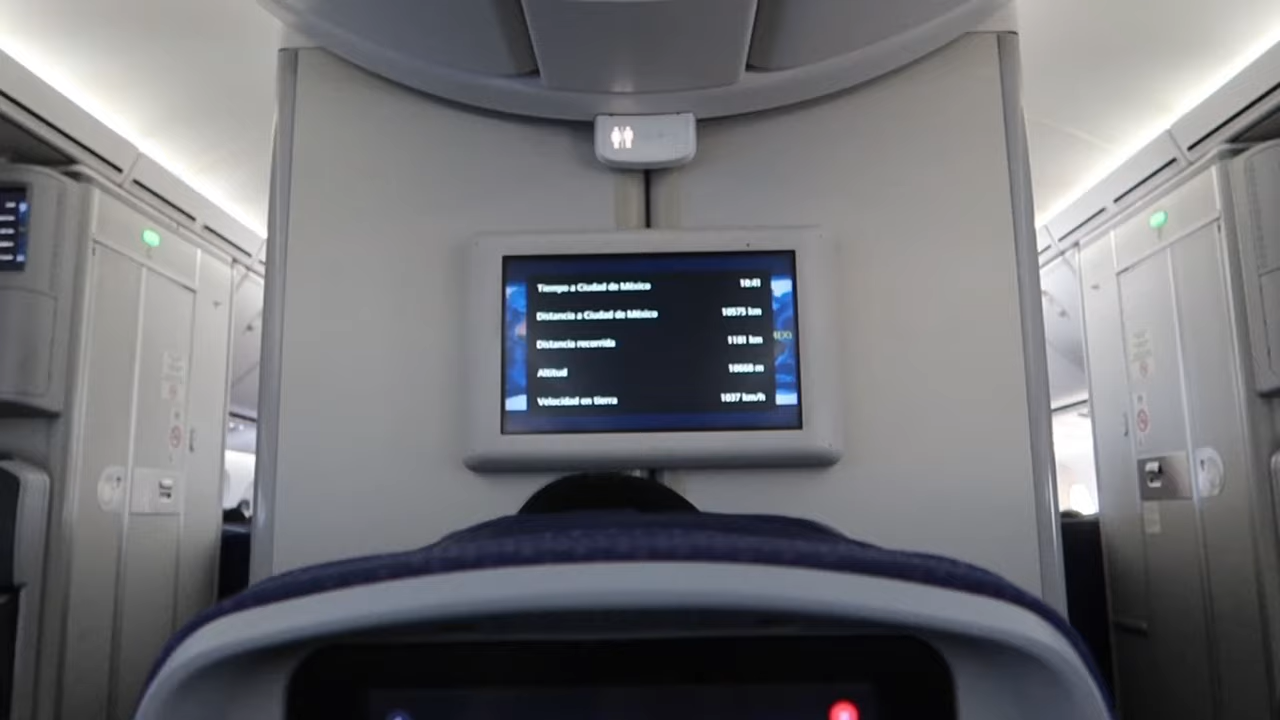 Tiempo a Ciudad de México 10:41
Distancia a Ciudad de México 10575 km
Distancia recorrida 1181 km
Altitud 10668 m
Velocidad en tierra 1037 km/h